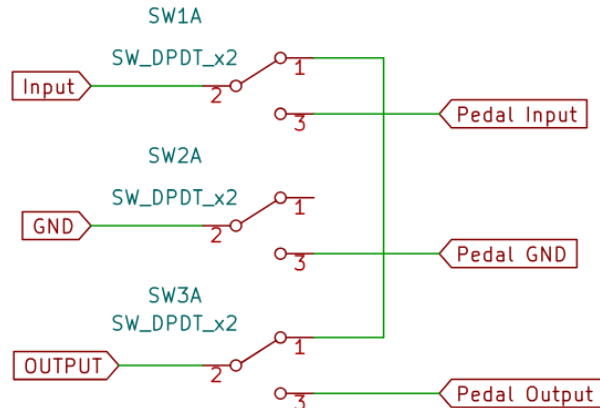 SW1A
SW_DPDT_x2
Input
2
1
3
Pedal Input
SW2A
SW_DPDT_x2
GND
2
1
3
Pedal GND
SW3A
SW_DPDT_x2
OUTPUT
2
1
3
Pedal Output